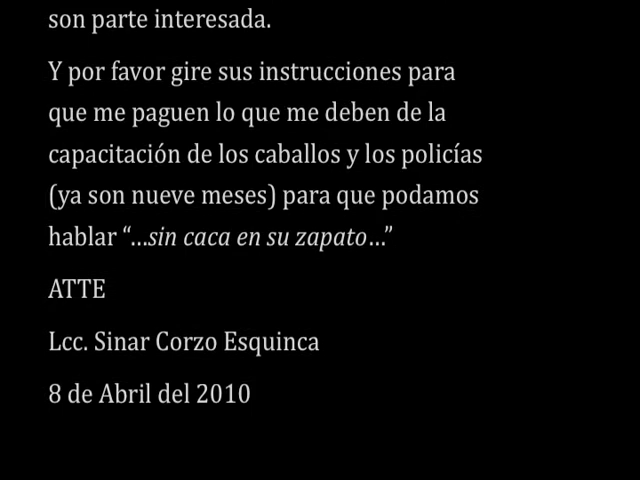 son parte interesada.
Y por favor gire sus instrucciones para
que me paguen lo que me deben de la
capacitación de los caballos y los policías
(ya son nueve meses) para que podamos
hablar “…sin caca en su zapato…”
ATTE
Lcc. Sinar Corzo Esquinca
8 de Abril del 2010